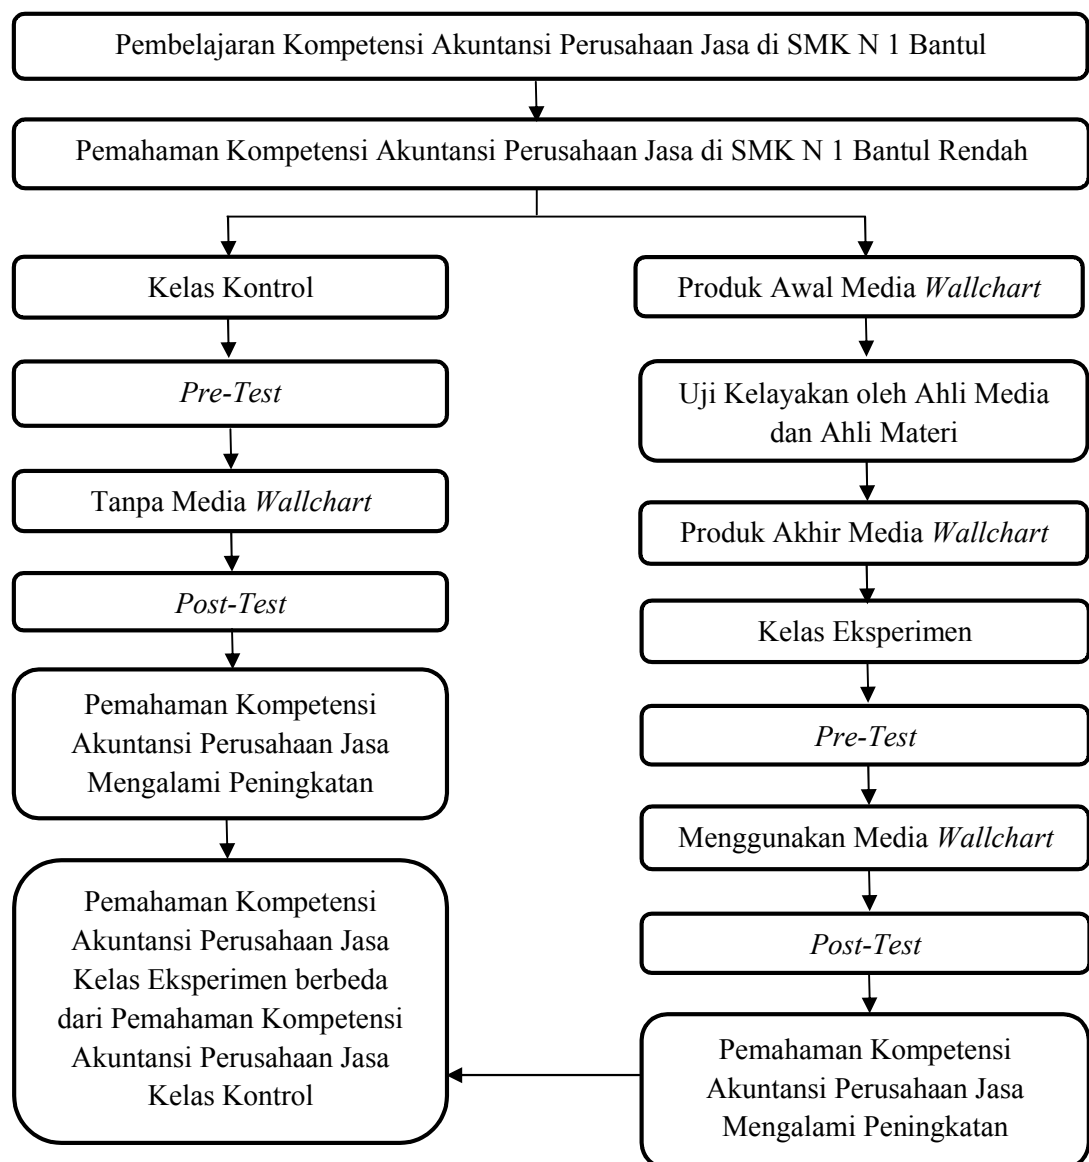 Pembelajaran Kompetensi Akuntansi Perusahaan Jasa di SMK N 1 Bantul
Pemahaman Kompetensi Akuntansi Perusahaan Jasa di SMK N 1 Bantul Rendah
Kelas Kontrol
Pre-Test
Tanpa Media Wallchart
Post-Test
Pemahaman Kompetensi
Akuntansi Perusahaan Jasa
Mengalami Peningkatan
Pemahaman Kompetensi
Akuntansi Perusahaan Jasa
Kelas Eksperimen berbeda
dari Pemahaman Kompetensi
Akuntansi Perusahaan Jasa
Kelas Kontrol
Produk Awal Media Wallchart
Uji Kelayakan oleh Ahli Media
dan Ahli Materi
Produk Akhir Media Wallchart
Kelas Eksperimen
Pre-Test
Menggunakan Media Wallchart
Post-Test
Pemahaman Kompetensi
Akuntansi Perusahaan Jasa
Mengalami Peningkatan